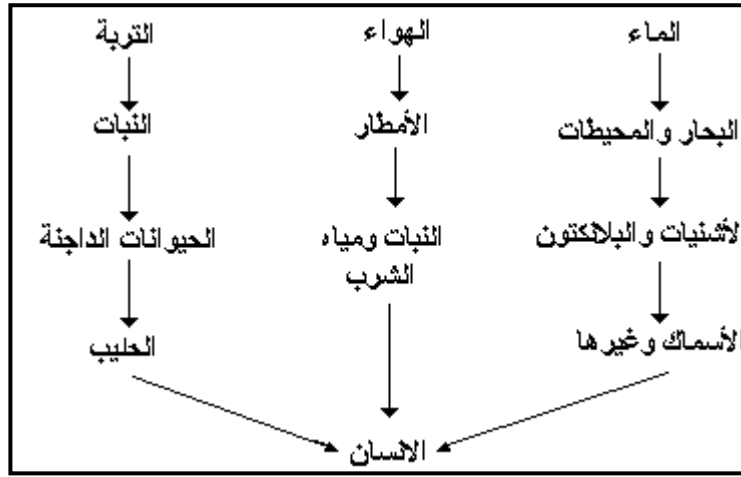 الماء
الهواء
التربة
البحار والمحيطات
الأمطار
النبات
لأشنيات والبلانكتون
النبات ومياه
الشرب
الحيوانات الداجنة
الأسماك وغيرها
الحليب
الانسان